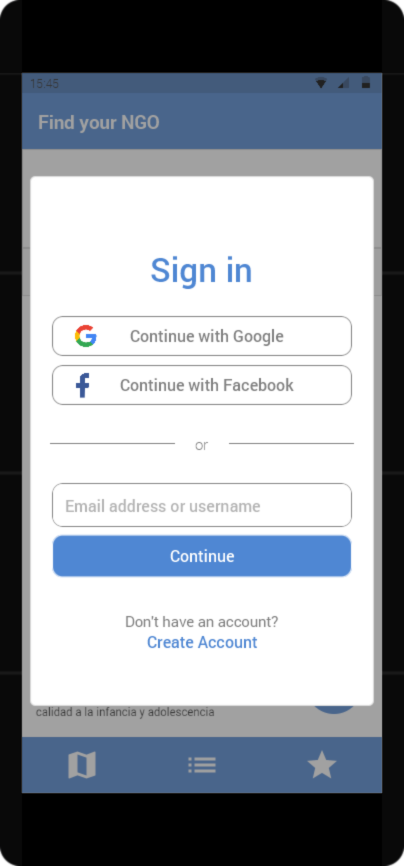 15:45
Find your NGO
Sign in
Continue with Google
Continue with Facebook
or
Email address or username
Continue
Don't have an account?
Create Account
calidad a la infancia y adolescencia